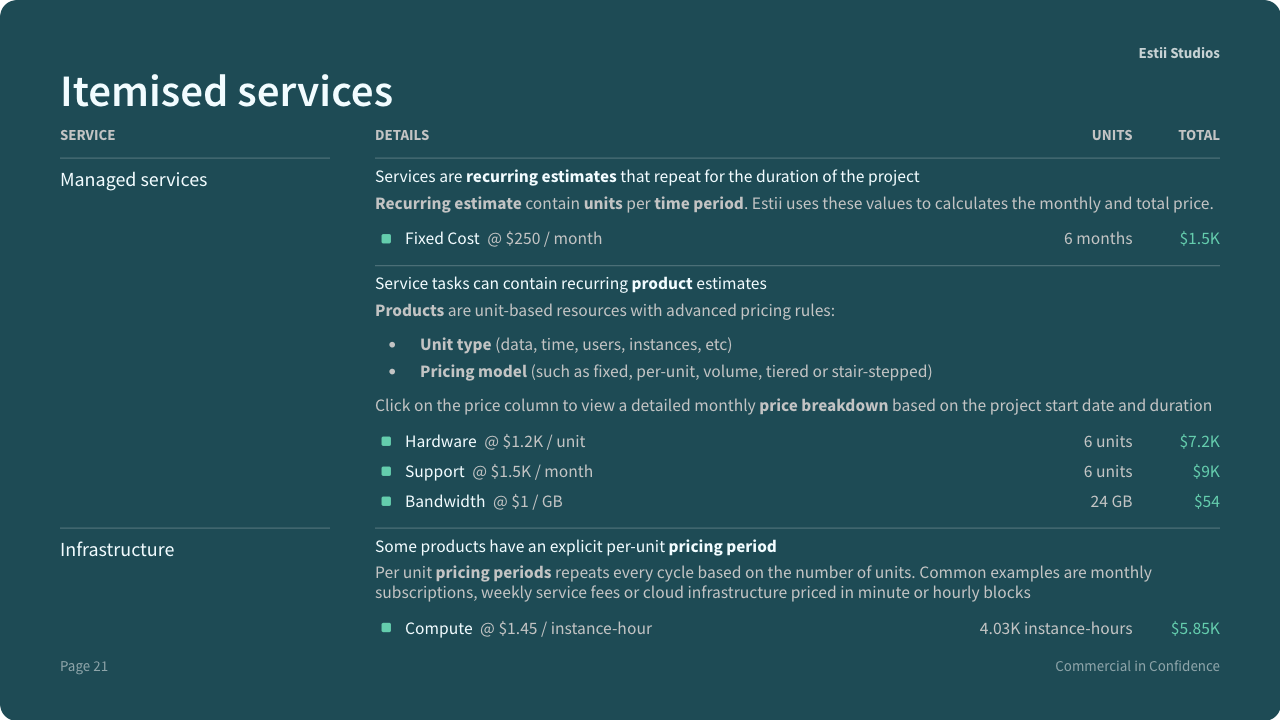 Estii Studios
Itemised services
SERVICE DETAILS UNITS TOTAL
Managed services
Services are recurring estimates that repeat for the duration of the project
Recurring estimate contain units per time period. Estii uses these values to calculates the monthly and total price.
Fixed Cost @ $250 / month 6 months $1.5K
Service tasks can contain recurring product estimates
Products are unit-based resources with advanced pricing rules:
• Unit type (data, time, users, instances, etc)
• Pricing model (such as fixed, per-unit, volume, tiered or stair-stepped)
Click on the price column to view a detailed monthly price breakdown based on the project start date and duration
Hardware @ $1.2K / unit 6 units $7.2K
Support @ $1.5K / month 6 units $9K
Bandwidth @ $1 / GB 24 GB $54
Infrastructure
Some products have an explicit per-unit pricing period
Per unit pricing periods repeats every cycle based on the number of units. Common examples are monthly
subscriptions, weekly service fees or cloud infrastructure priced in minute or hourly blocks
Compute @ $1.45 / instance-hour 4.03K instance-hours $5.85K
Page 21 Commercial in Confidence